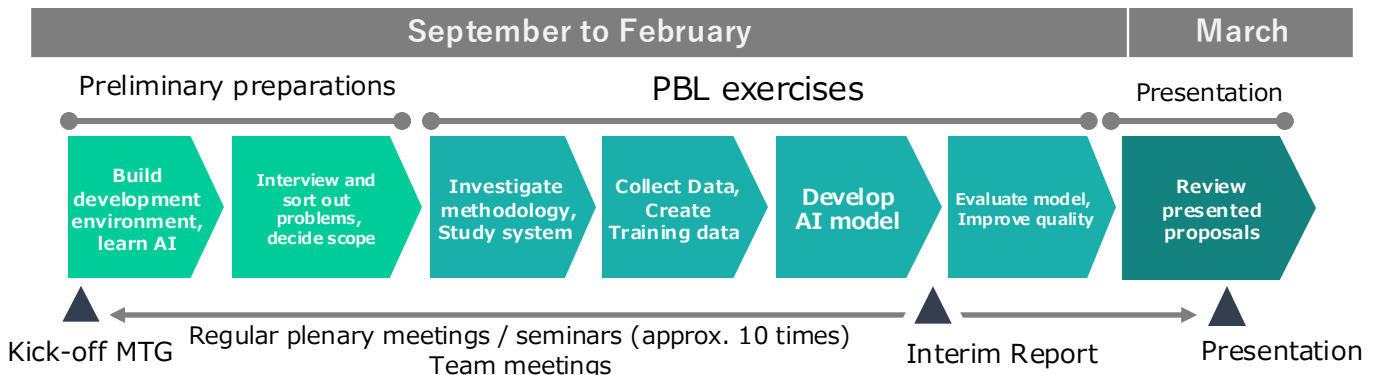 September to February
March
Preliminary preparations
PBL exercises
Presentation
Build
development
environment,
learn AI
Interview and
sort out
problems,
decide scope
Investigate
methodology,
Study system
Collect Data,
Create
Training data
Develop
AI model
Evaluate model,
Improve quality
Review
presented
proposals
Kick-off MTG
Regular plenary meetings / seminars (approx. 10 times)
Team meetings
Interim Report
Presentation